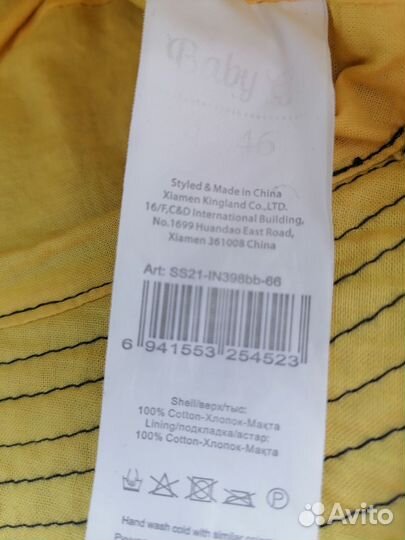 Baby
46
Styled & Made in China
Xiamen Kingland Co.,LTD.
16/F,C&D International Building,
No.1699 Huandao East Road,
Xiamen 361008 China
Art: SS21-IN398bb-66
6 941553 254523
Shell/верх/тыс:
100% Cotton-Хлопок-Мақта
Lining/подкладка/астар:
100% Cotton-Хлопок-Мақта
P
Hand wash cold with similar
Avito